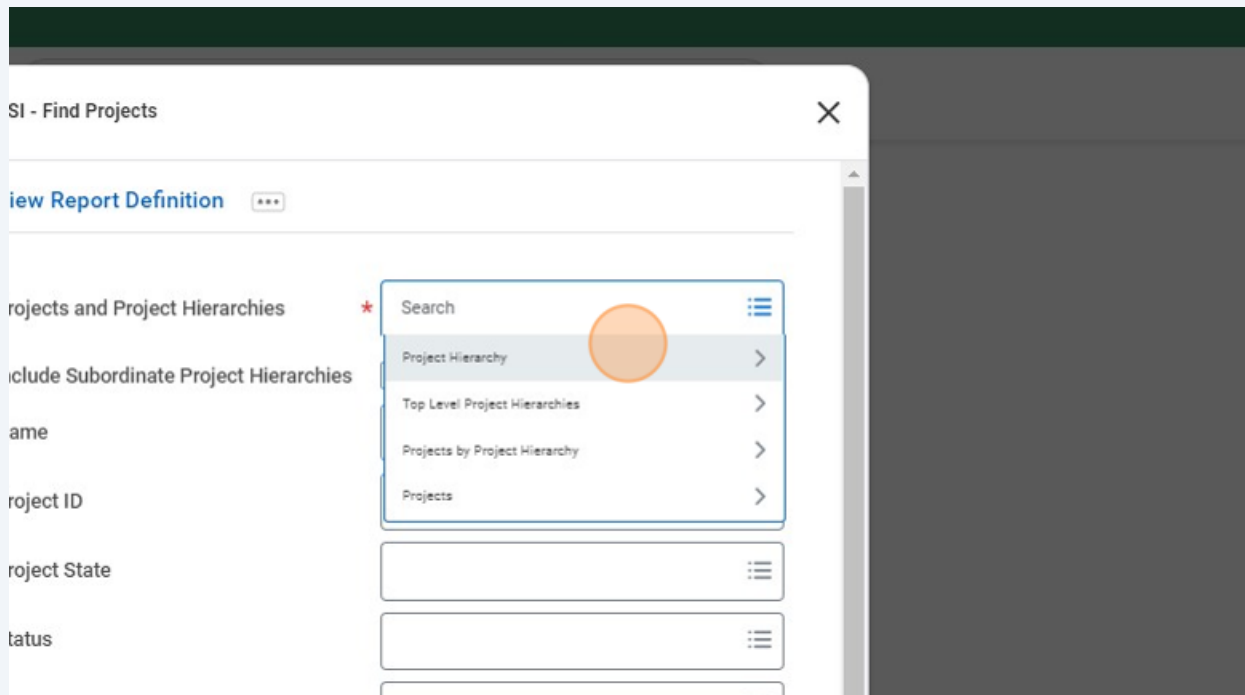 SI - Find Projects
iew Report Definition
rojects and Project Hierarchies * Search
Project Hierarchy
nclude Subordinate Project Hierarchies
Top Level Project Hierarchies
ame
Projects by Project Hierarchy
roject ID
Projects
roject State
tatus